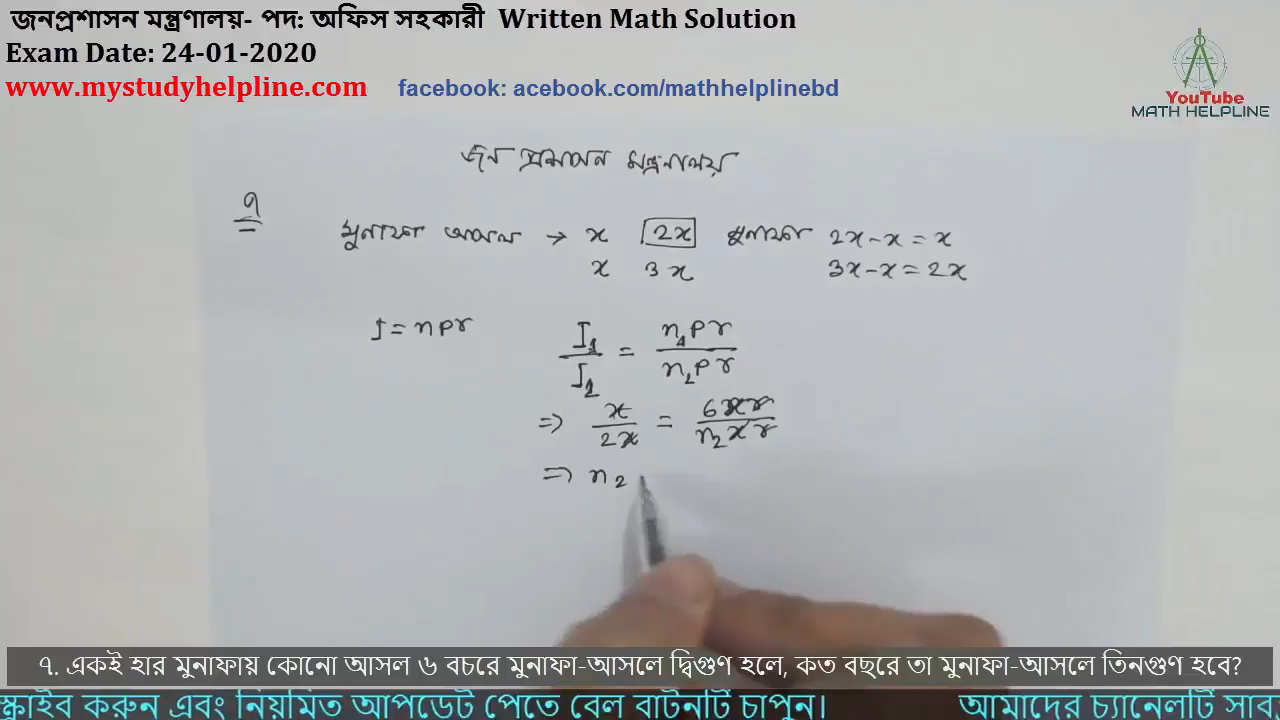 জনপ্রশাসন মন্ত্রণালয়- পদ: অফিস সহকারী Written Math Solution
Exam Date: 24-01-2020
www.mystudyhelpline.com facebook: acebook.com/mathhelplinebd
YouTube
MATH HELPLINE
জন প্রশাসন মন্ত্রনালয়
৭
মুনাফা আসল → x 2x মুনাফা 2x-x = x
x 3x 3x-x = 2x
I = npr
I₁/I₂ = n₁pr/n₂pr
⇒ x/2x = 6xr/n₂xr
⇒ n₂
৭. একই হার মুনাফায় কোনো আসল ৬ বচরে মুনাফা-আসলে দ্বিগুণ হলে, কত বছরে তা মুনাফা-আসলে তিনগুণ হবে?
স্ক্রাইব করুন এবং নিয়মিত আপডেট পেতে বেল বাটনটি চাপুন। আমাদের চ্যানেলটি সাব